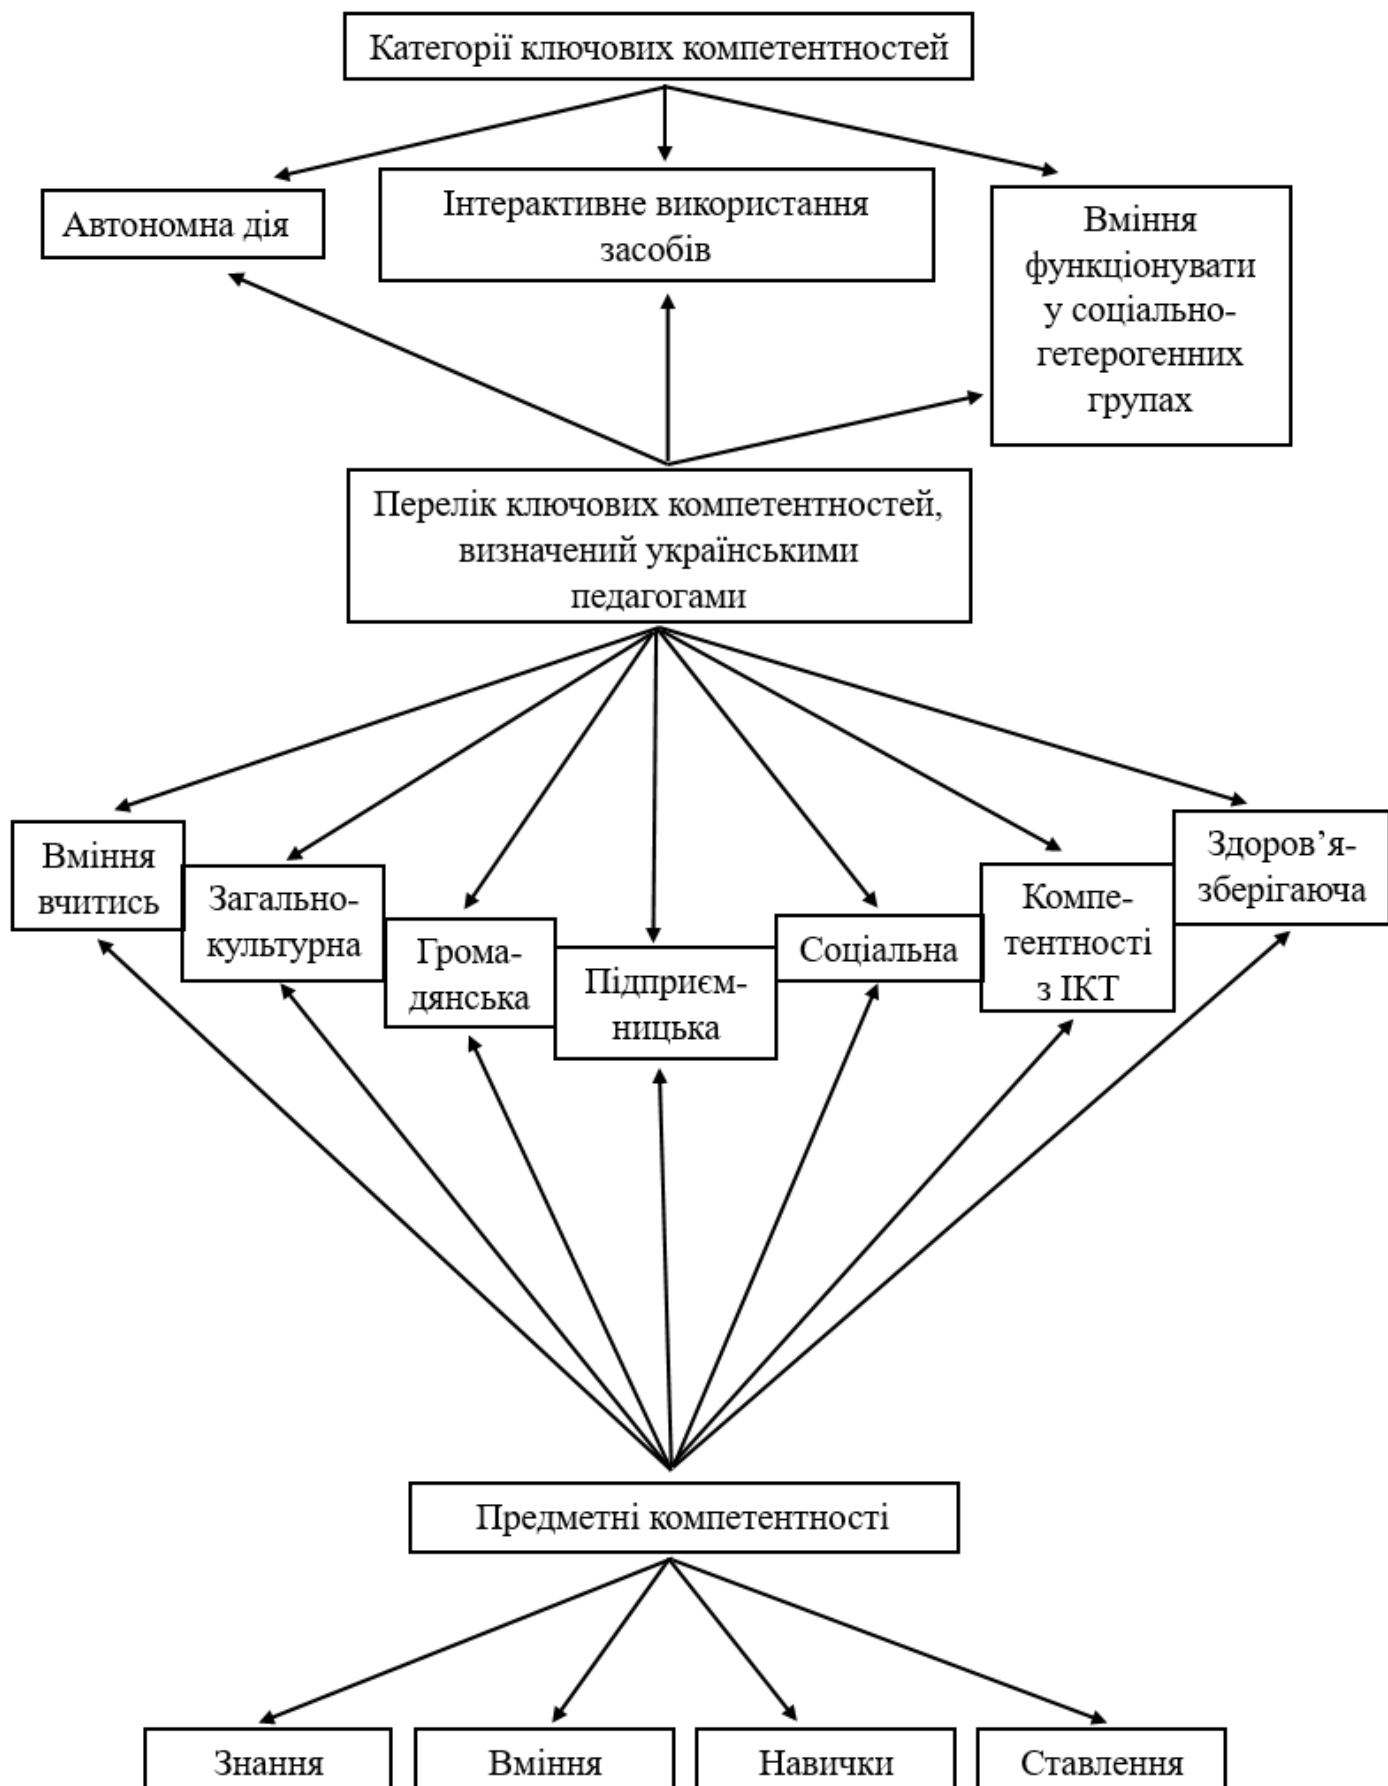 Категорії ключових компетентностей
Автономна дія
Інтерактивне використання
засобів
Вміння
функціонувати
у соціально-
гетерогенних
групах
Перелік ключових компетентностей,
визначений українськими
педагогами
Вміння
вчитись
Загально-
культурна
Грома-
дянська
Підприєм-
ницька
Соціальна
Компе-
тентності
з ІКТ
Здоров’я-
зберігаюча
Предметні компетентності
Знання
Вміння
Навички
Ставлення